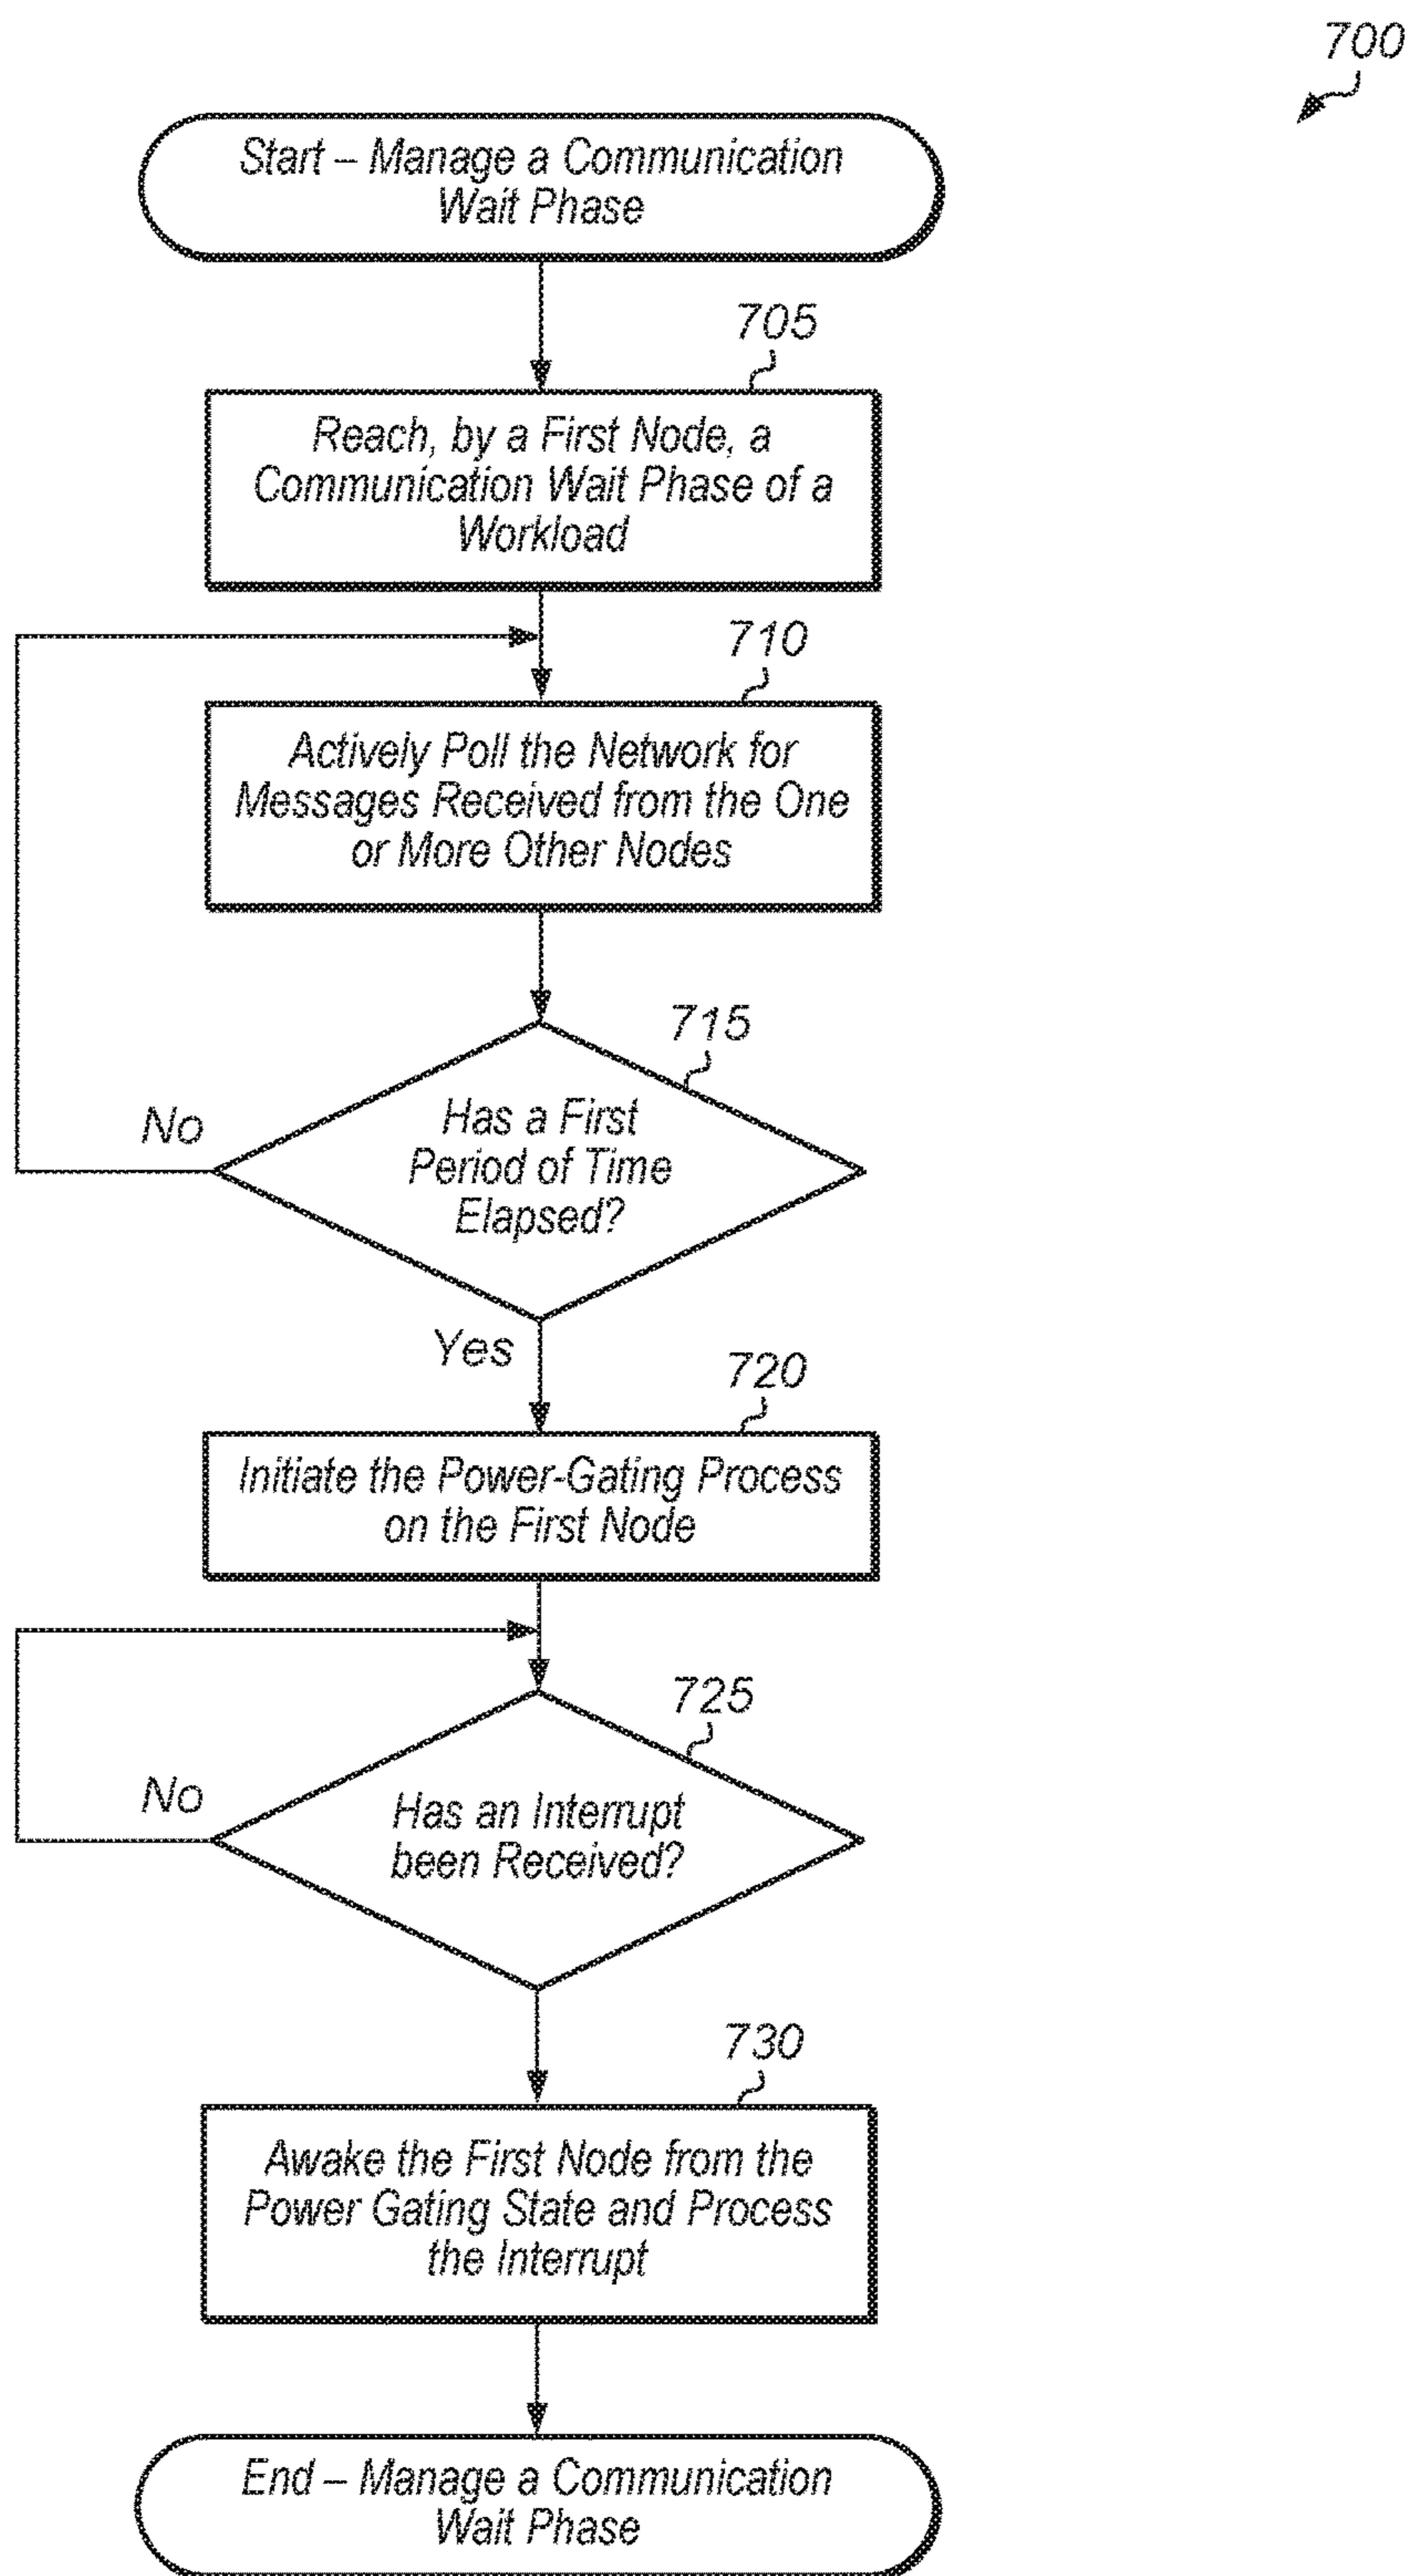 700
Start – Manage a Communication
Wait Phase
705
Reach, by a First Node, a
Communication Wait Phase of a
Workload
710
Actively Poll the Network for
Messages Received from the One
or More Other Nodes
715
Has a First
Period of Time
Elapsed?
No
Yes
720
Initiate the Power-Gating Process
on the First Node
725
Has an Interrupt
been Received?
No
730
Awake the First Node from the
Power Gating State and Process
the Interrupt
End – Manage a Communication
Wait Phase